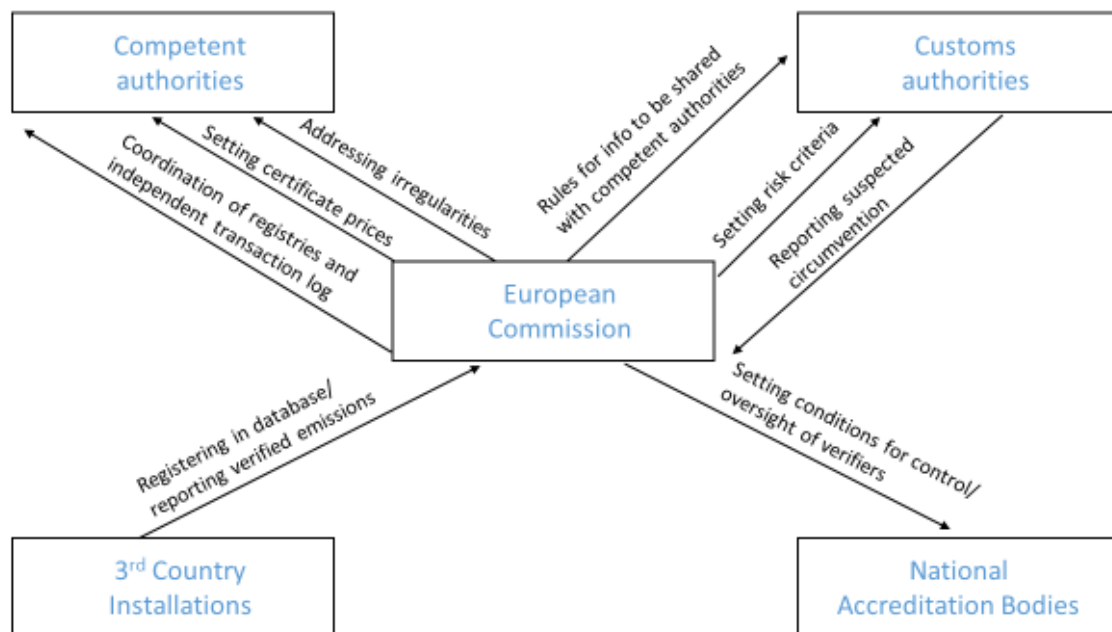 Competent
authorities
Customs
authorities
Addressing irregularities
Setting certificate prices
Coordination of registries and
independent transaction log
Rules for info to be shared
with competent authorities
Setting risk criteria
Reporting suspected
circumvention
European
Commission
Registering in database/
reporting verified emissions
Setting conditions for control/
oversight of verifiers
3rd Country
Installations
National
Accreditation Bodies